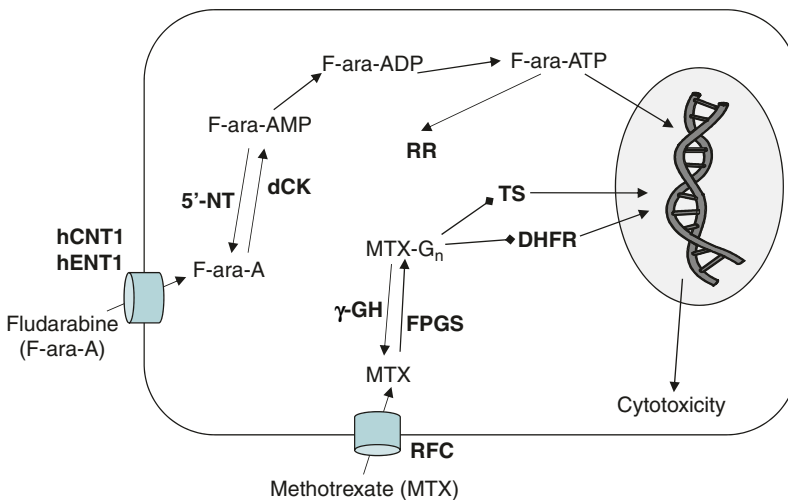 F-ara-ADP
F-ara-ATP
F-ara-AMP
RR
5’-NT
dCK
TS
hCNT1
hENT1
F-ara-A
MTX-Gn
DHFR
Fludarabine
(F-ara-A)
γ-GH
FPGS
MTX
Cytotoxicity
RFC
Methotrexate (MTX)